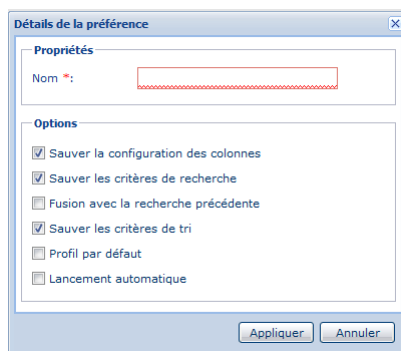 Détails de la préférence
Propriétés
Nom *:
Options
Sauver la configuration des colonnes
Sauver les critères de recherche
Fusion avec la recherche précédente
Sauver les critères de tri
Profil par défaut
Lancement automatique
Appliquer Annuler